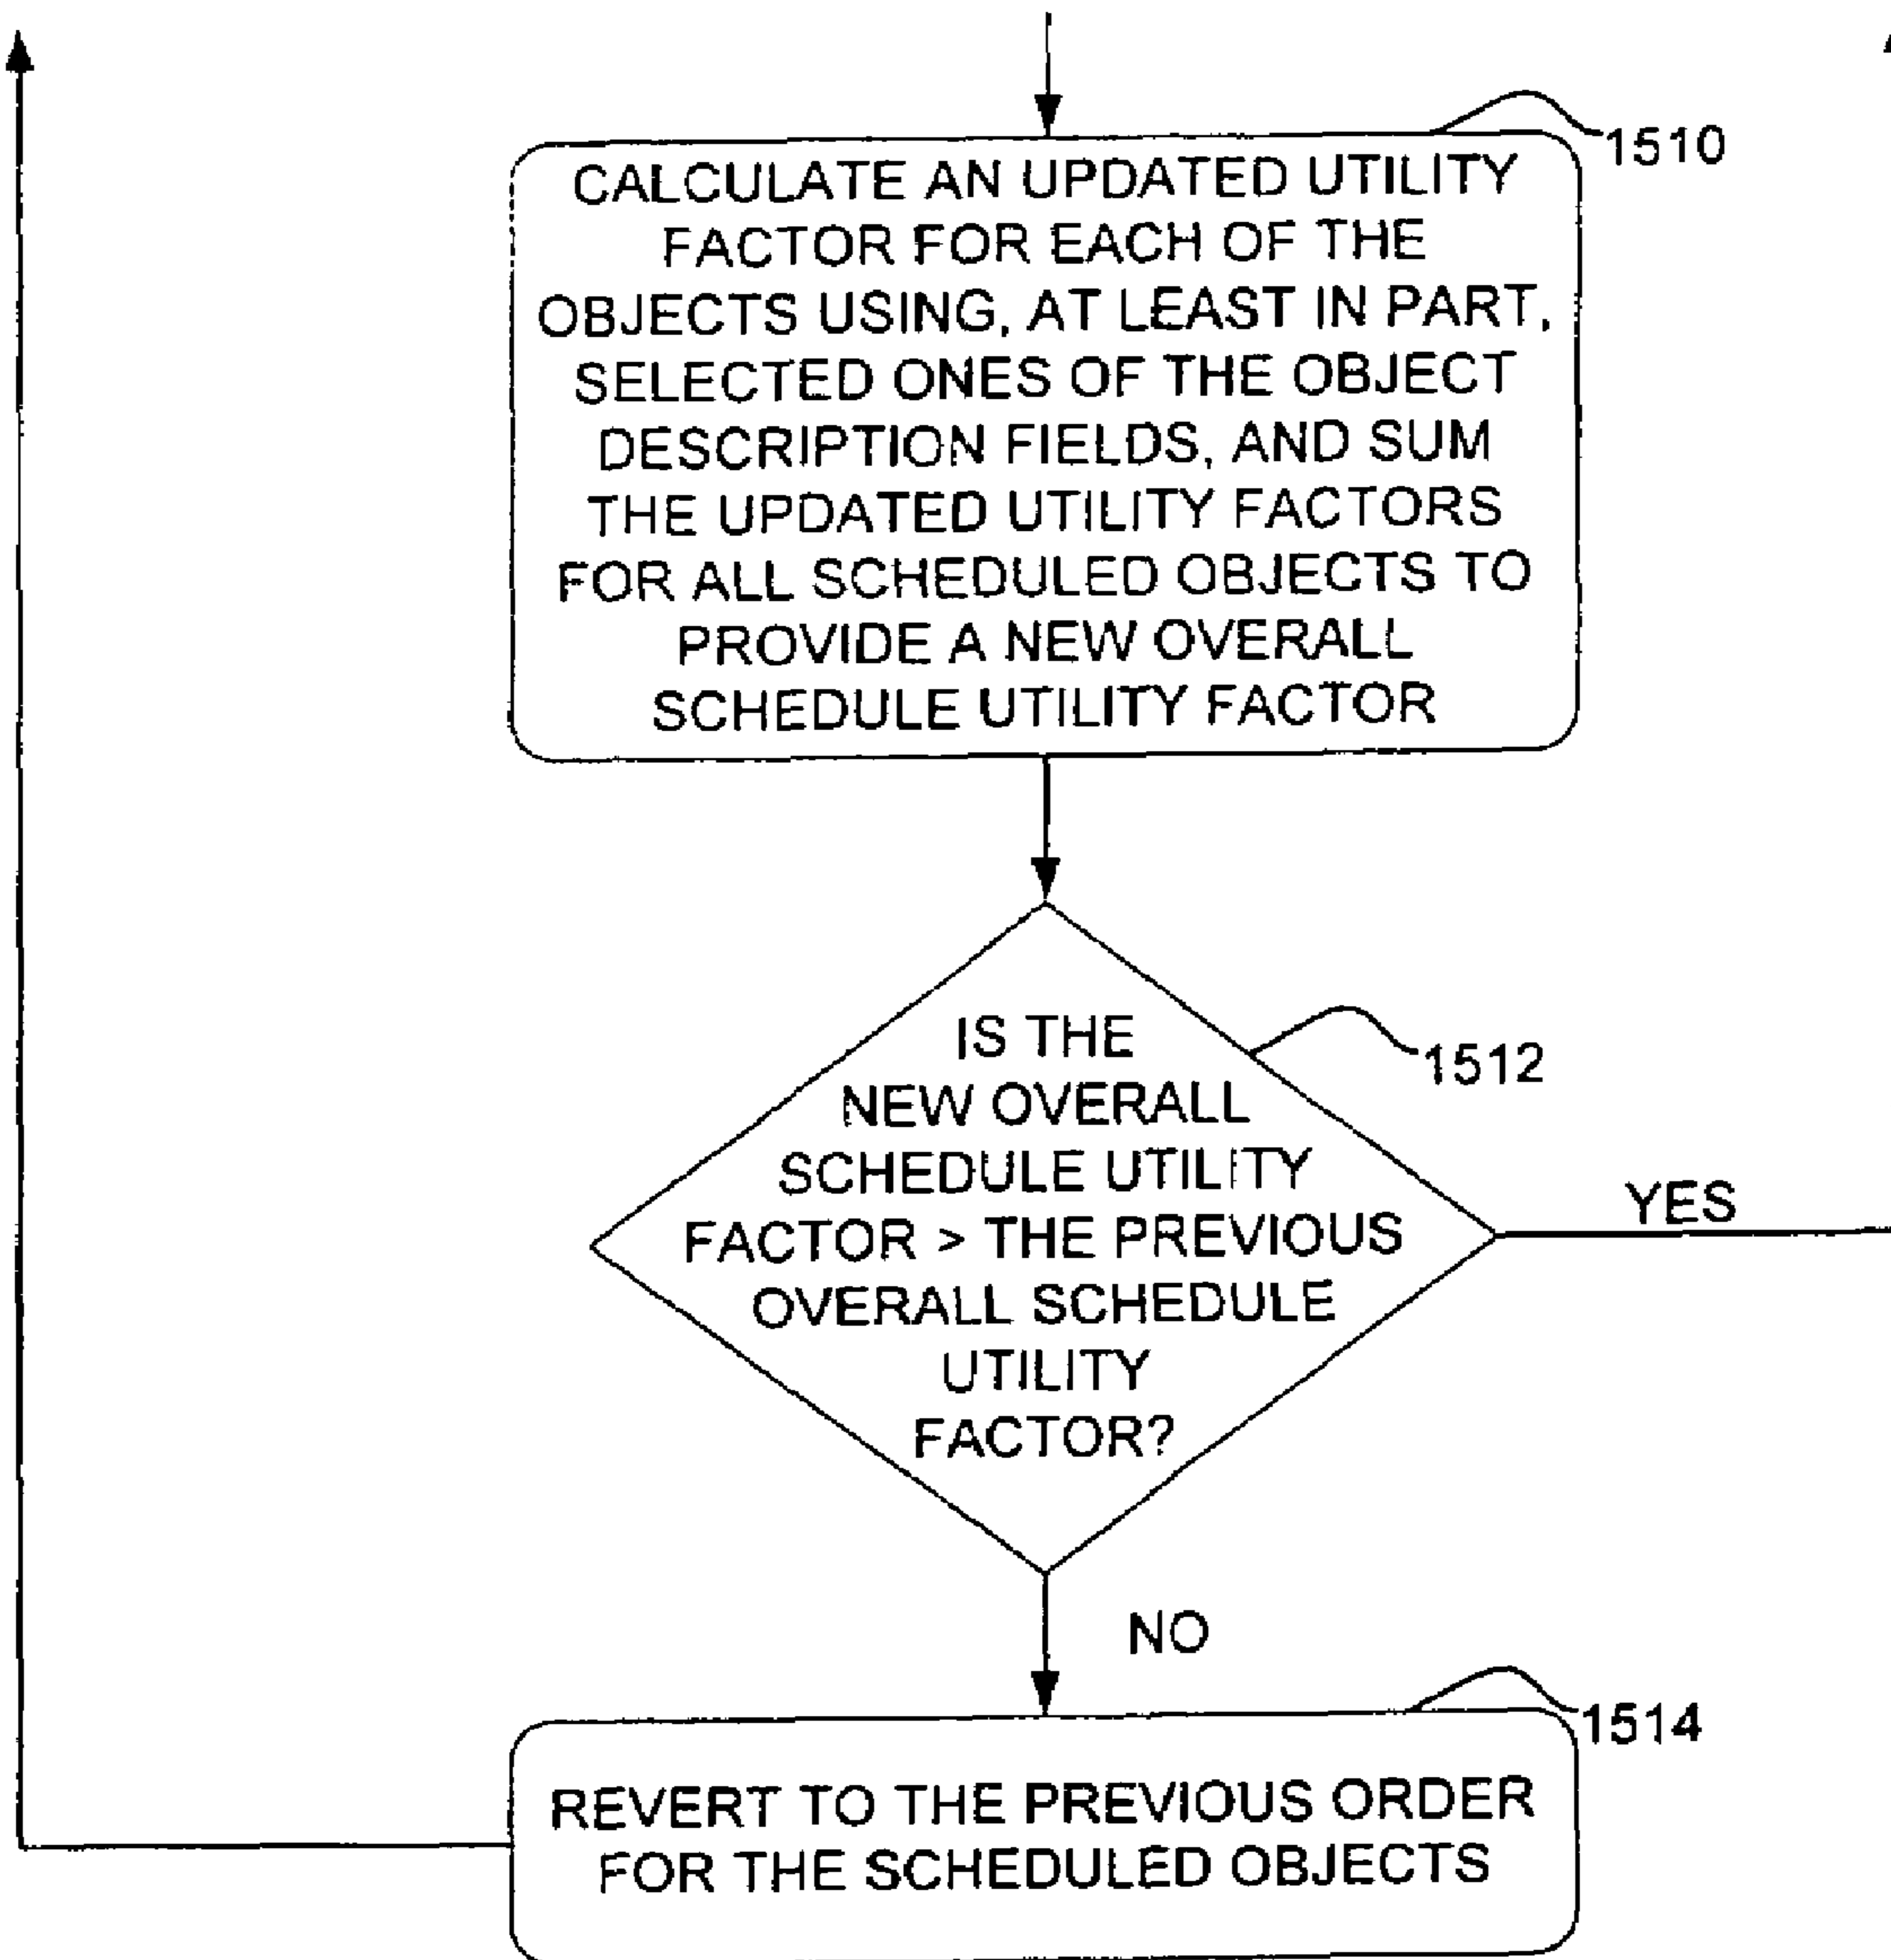 1510
CALCULATE AN UPDATED UTILITY
FACTOR FOR EACH OF THE
OBJECTS USING, AT LEAST IN PART,
SELECTED ONES OF THE OBJECT
DESCRIPTION FIELDS, AND SUM
THE UPDATED UTILITY FACTORS
FOR ALL SCHEDULED OBJECTS TO
PROVIDE A NEW OVERALL
SCHEDULE UTILITY FACTOR
1512
IS THE
NEW OVERALL
SCHEDULE UTILITY
FACTOR > THE PREVIOUS
OVERALL SCHEDULE
UTILITY
FACTOR?
YES
NO
1514
REVERT TO THE PREVIOUS ORDER
FOR THE SCHEDULED OBJECTS